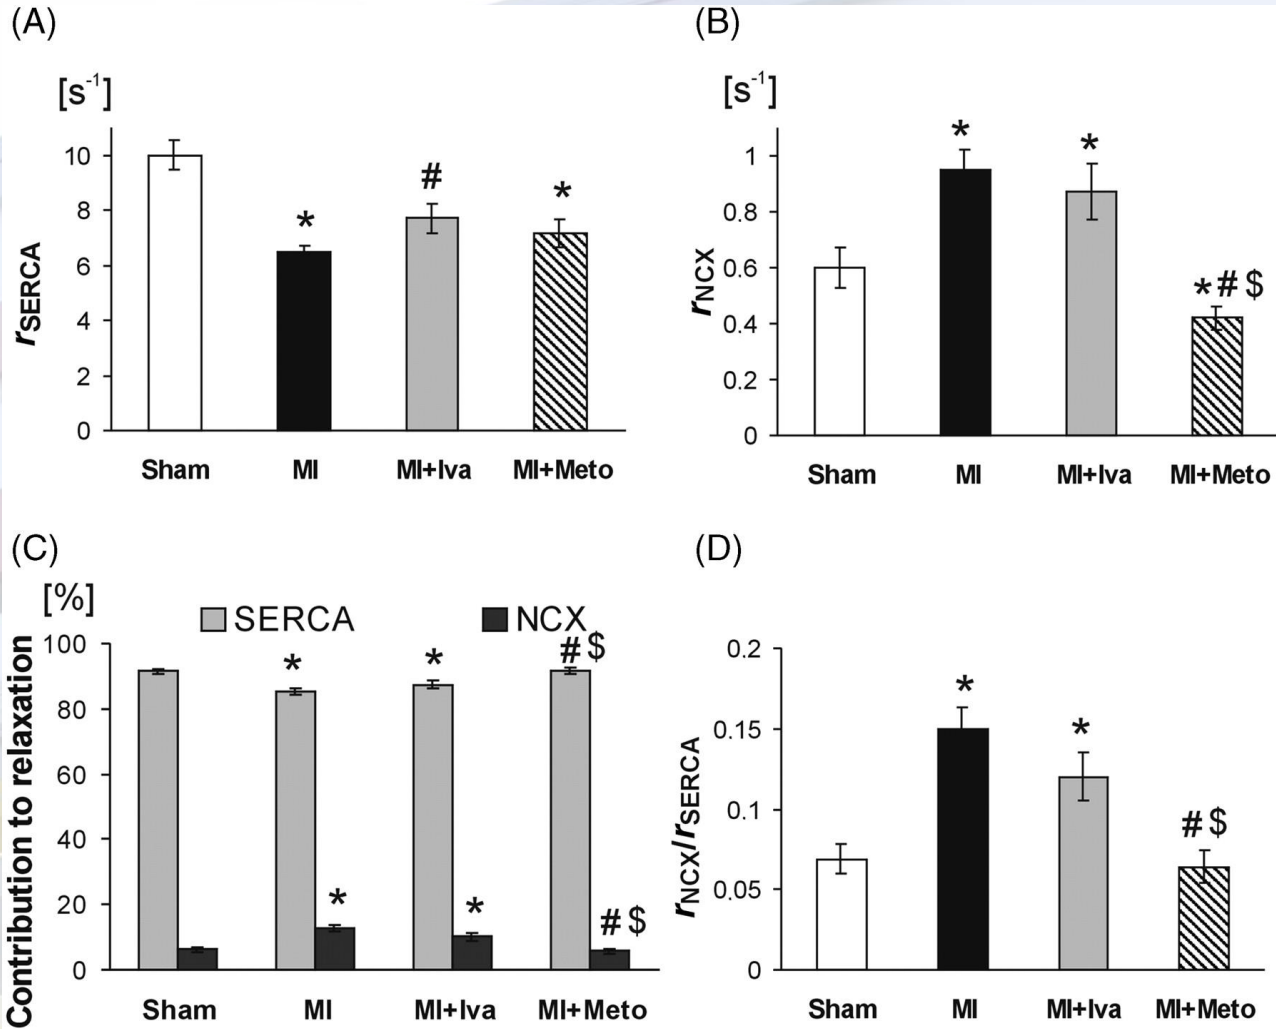 (A)
[s⁻¹]
rSERCA
10
8
6
4
2
0
*
#
*
Sham MI MI+Iva MI+Meto
(B)
[s⁻¹]
rNCX
1
0.8
0.6
0.4
0.2
0
*
*
*#$
Sham MI MI+Iva MI+Meto
(C)
[%]
SERCA NCX
Contribution to relaxation
100
80
60
40
20
0
*
*
#$
*
*
#$
Sham MI MI+Iva MI+Meto
(D)
rNCX/rSERCA
0.2
0.15
0.1
0.05
0
*
*
#$
Sham MI MI+Iva MI+Meto